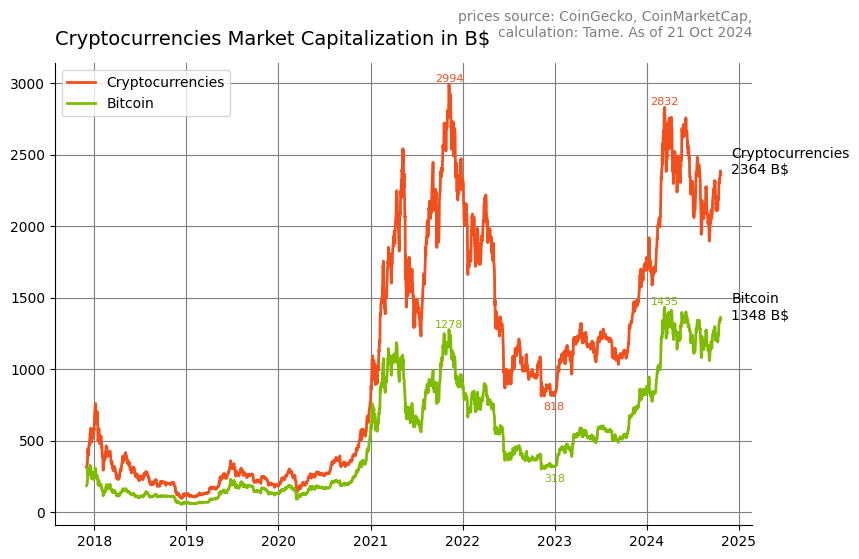 prices source: CoinGecko, CoinMarketCap,
calculation: Tame. As of 21 Oct 2024
Cryptocurrencies Market Capitalization in B$
Cryptocurrencies
Bitcoin
3000
2500
2000
1500
1000
500
0
2994
2832
1278
1435
818
318
Cryptocurrencies
2364 B$
Bitcoin
1348 B$
2018 2019 2020 2021 2022 2023 2024 2025